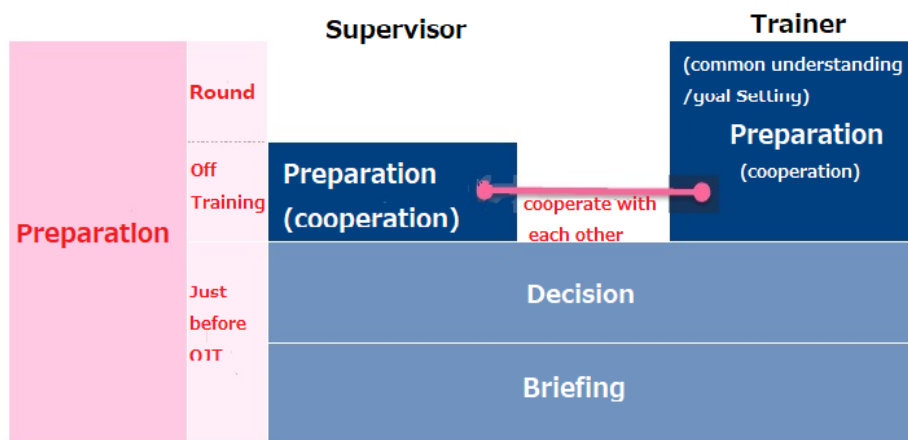 Supervisor
Trainer
Round
(common understanding
/goal Setting)
Preparation
(cooperation)
Off
Training
Preparation
(cooperation)
cooperate with
each other
Preparation
Just
before
OJT
Decision
Briefing